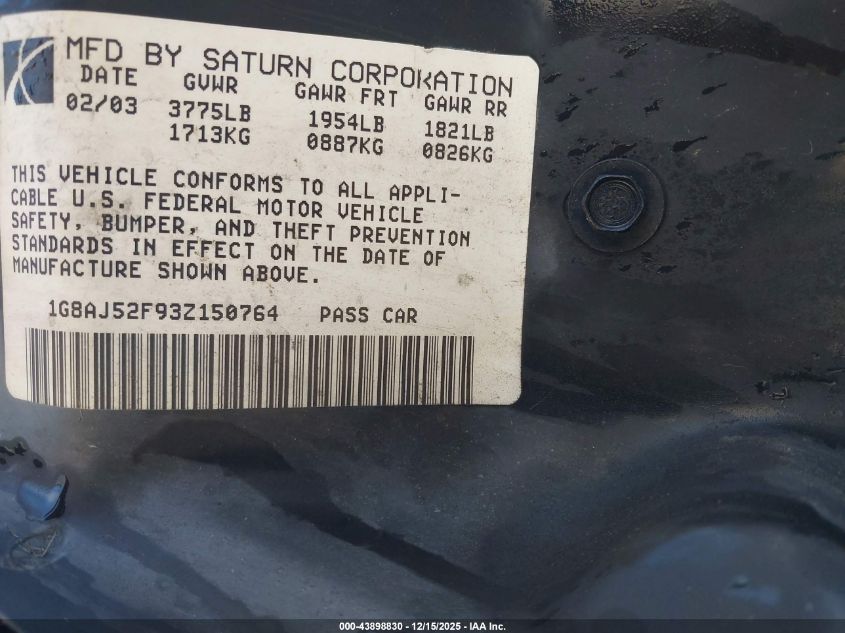 MFD BY SATURN CORPORATION
DATE GVWR GAWR FRT GAWR RR
02/03 3775LB 1954LB 1821LB
1713KG 0887KG 0826KG
THIS VEHICLE CONFORMS TO ALL APPLI-
CABLE U.S. FEDERAL MOTOR VEHICLE
SAFETY, BUMPER, AND THEFT PREVENTION
STANDARDS IN EFFECT ON THE DATE OF
MANUFACTURE SHOWN ABOVE.
1G8AJ52F93Z150764 PASS CAR
000-43898830 - 12/15/2025 - IAA Inc.